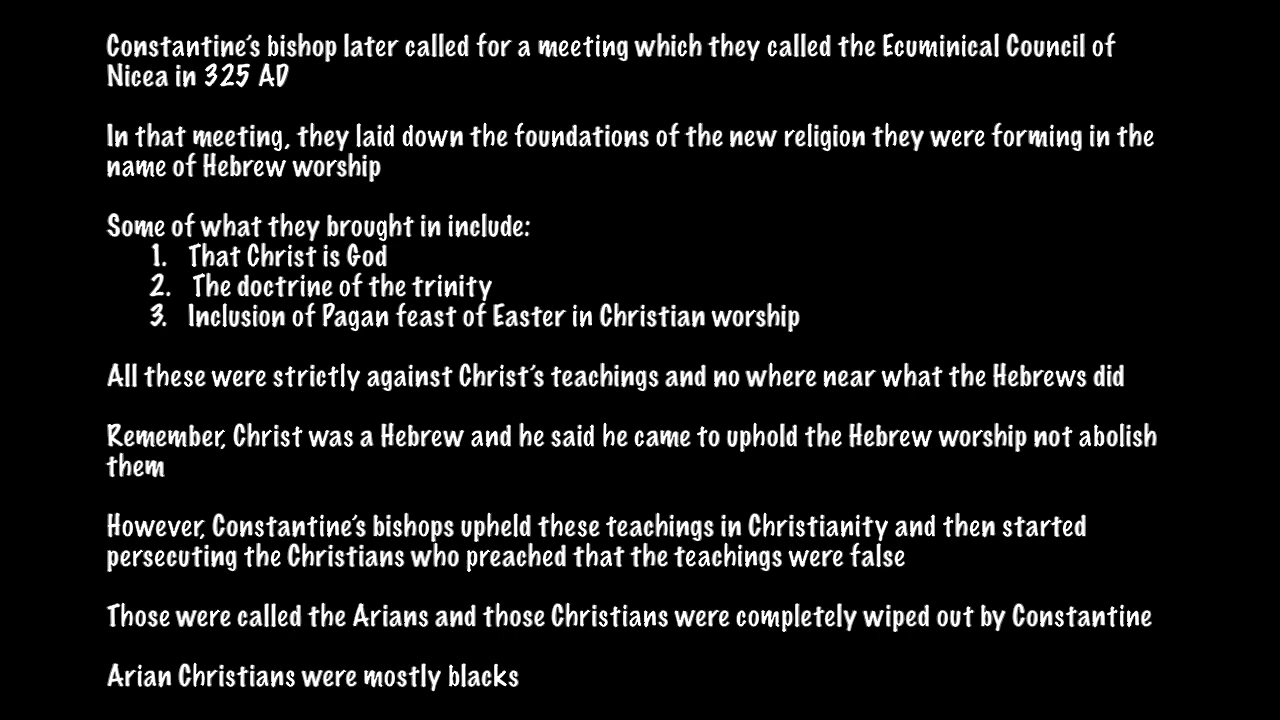 Constantine's bishop later called for a meeting which they called the Ecuminical Council of
Nicea in 325 AD
In that meeting, they laid down the foundations of the new religion they were forming in the
name of Hebrew worship
Some of what they brought in include:
1. That Christ is God
2. The doctrine of the trinity
3. Inclusion of Pagan feast of Easter in Christian worship
All these were strictly against Christ's teachings and no where near what the Hebrews did
Remember, Christ was a Hebrew and he said he came to uphold the Hebrew worship not abolish
them
However, Constantine's bishops upheld these teachings in Christianity and then started
persecuting the Christians who preached that the teachings were false
Those were called the Arians and those Christians were completely wiped out by Constantine
Arian Christians were mostly blacks